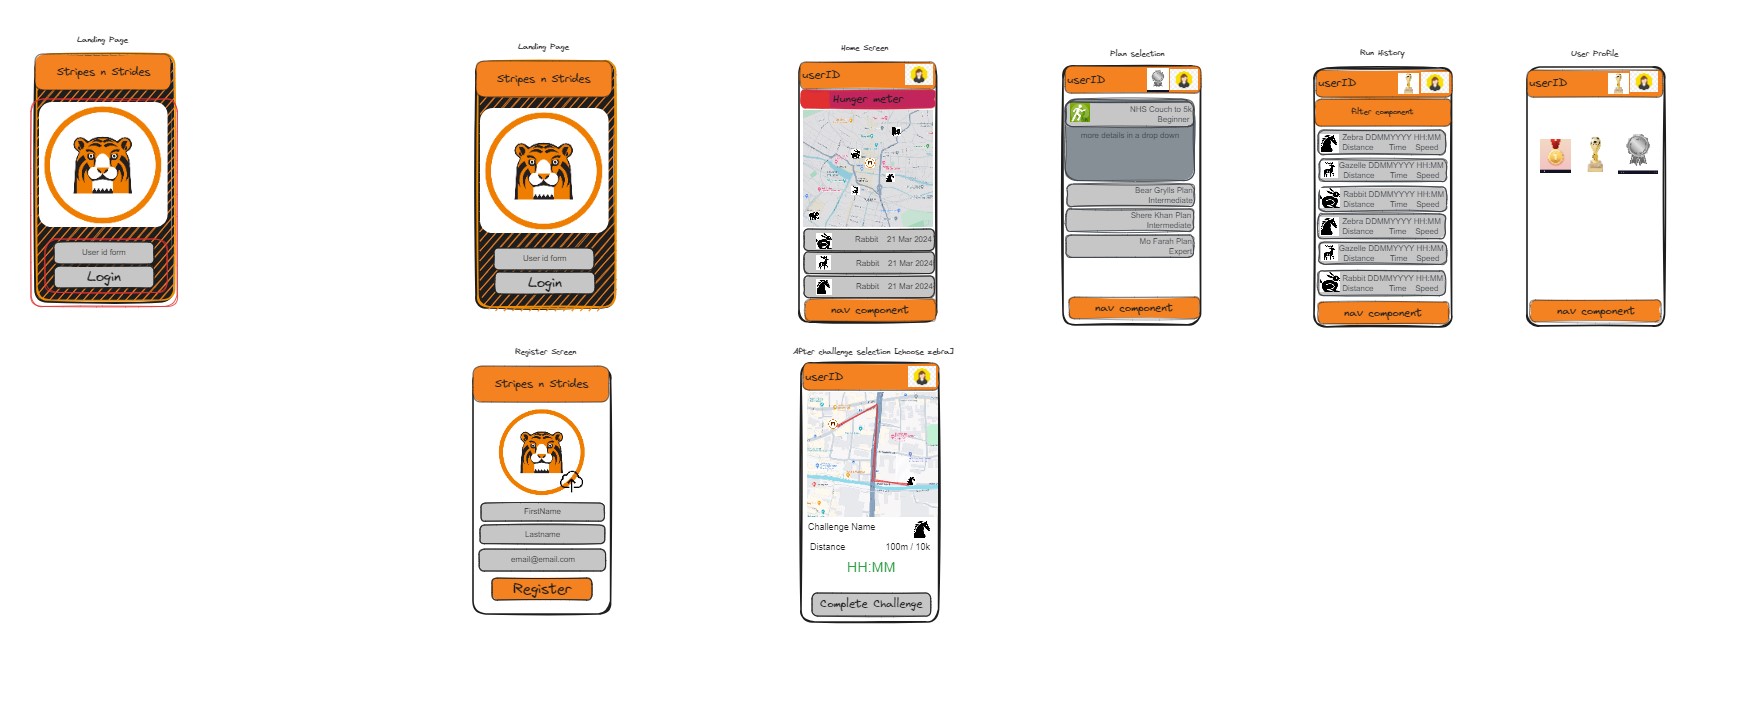 Landing Page
Stripes n Strides
User id form
Login
Landing Page
Stripes n Strides
User id form
Login
Home Screen
userID
Hunger meter
Rabbit 21 Mar 2024
Rabbit 21 Mar 2024
Rabbit 21 Mar 2024
nav component
Plan selection
userID
NHS Couch to 5k
Beginner
more details in a drop down
Bear Grylls Plan
Intermediate
Shere Khan Plan
Intermediate
Mo Farah Plan
Expert
nav component
Run History
userID
filter component
Zebra DDMMYYYY HH:MM
Distance Time Speed
Gazelle DDMMYYYY HH:MM
Distance Time Speed
Rabbit DDMMYYYY HH:MM
Distance Time Speed
Zebra DDMMYYYY HH:MM
Distance Time Speed
Gazelle DDMMYYYY HH:MM
Distance Time Speed
Rabbit DDMMYYYY HH:MM
Distance Time Speed
nav component
User Profile
userID
nav component
Register Screen
Stripes n Strides
FirstName
Lastname
email@email.com
Register
After challenge selection [choose zebra]
userID
Challenge Name
Distance 100m / 10k
HH:MM
Complete Challenge